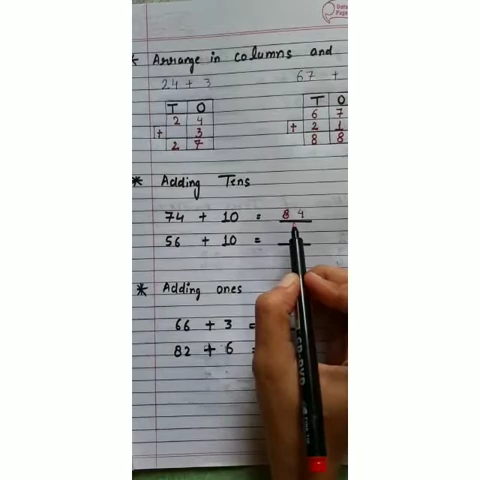 * Arrange in columns and
24 + 3 67 +
T O T O
2 4 6 7
+ 3 + 2 1
2 7 8 8
* Adding Tens
74 + 10 = 84
56 + 10 =
* Adding ones
66 + 3 =
82 + 6 =